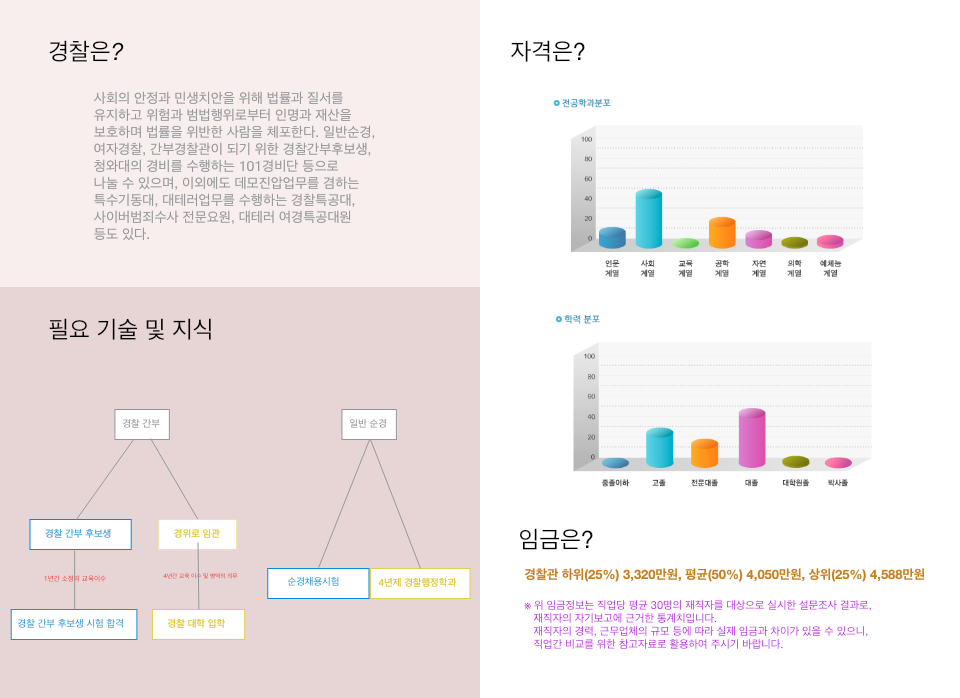 경찰은?
사회의 안정과 민생치안을 위해 법률과 질서를
유지하고 위험과 범법행위로부터 인명과 재산을
보호하며 법률을 위반한 사람을 체포한다. 일반순경,
여자경찰, 간부경찰관이 되기 위한 경찰간부후보생,
청와대의 경비를 수행하는 101경비단 등으로
나눌 수 있으며, 이외에도 데모진압업무를 겸하는
특수기동대, 대테러업무를 수행하는 경찰특공대,
사이버범죄수사 전문요원, 대테러 여경특공대원
등도 있다.
필요 기술 및 지식
경찰 간부
일반 순경
경찰 간부 후보생
경위로 임관
1년간 소정의 교육이수
4년간 교육 이수 및 병역의 의무
순경채용시험
4년제 경찰행정학과
경찰 간부 후보생 시험 합격
경찰 대학 입학
자격은?
전공학과분포
100
80
60
40
20
0
인문 사회 교육 공학 자연 의학 예체능
계열 계열 계열 계열 계열 계열 계열
학력 분포
100
80
60
40
20
0
중졸이하 고졸 전문대졸 대졸 대학원졸 박사졸
임금은?
경찰관 하위(25%) 3,320만원, 평균(50%) 4,050만원, 상위(25%) 4,588만원
※ 위 임금정보는 직업당 평균 30명의 재직자를 대상으로 실시한 설문조사 결과로,
재직자의 자기보고에 근거한 통계치입니다.
재직자의 경력, 근무업체의 규모 등에 따라 실제 임금과 차이가 있을 수 있으니,
직업간 비교를 위한 참고자료로 활용하여 주시기 바랍니다.